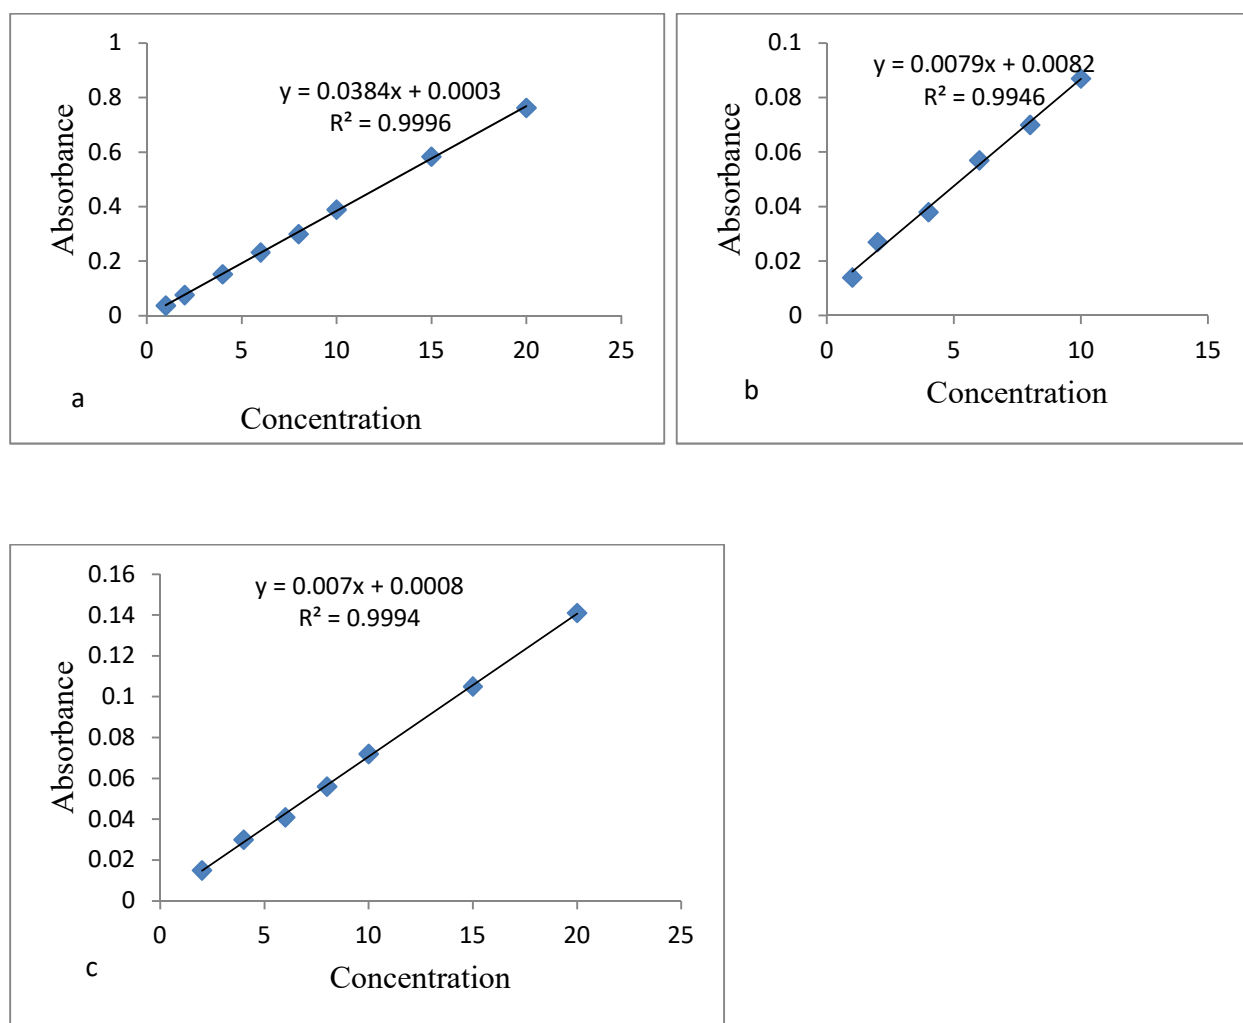 1
0.8
0.6
0.4
0.2
0
0 5 10 15 20 25
Absorbance
Concentration
y = 0.0384x + 0.0003
R² = 0.9996
a
0.1
0.08
0.06
0.04
0.02
0
0 5 10 15
Absorbance
Concentration
y = 0.0079x + 0.0082
R² = 0.9946
b
0.16
0.14
0.12
0.1
0.08
0.06
0.04
0.02
0
0 5 10 15 20 25
Absorbance
Concentration
y = 0.007x + 0.0008
R² = 0.9994
c